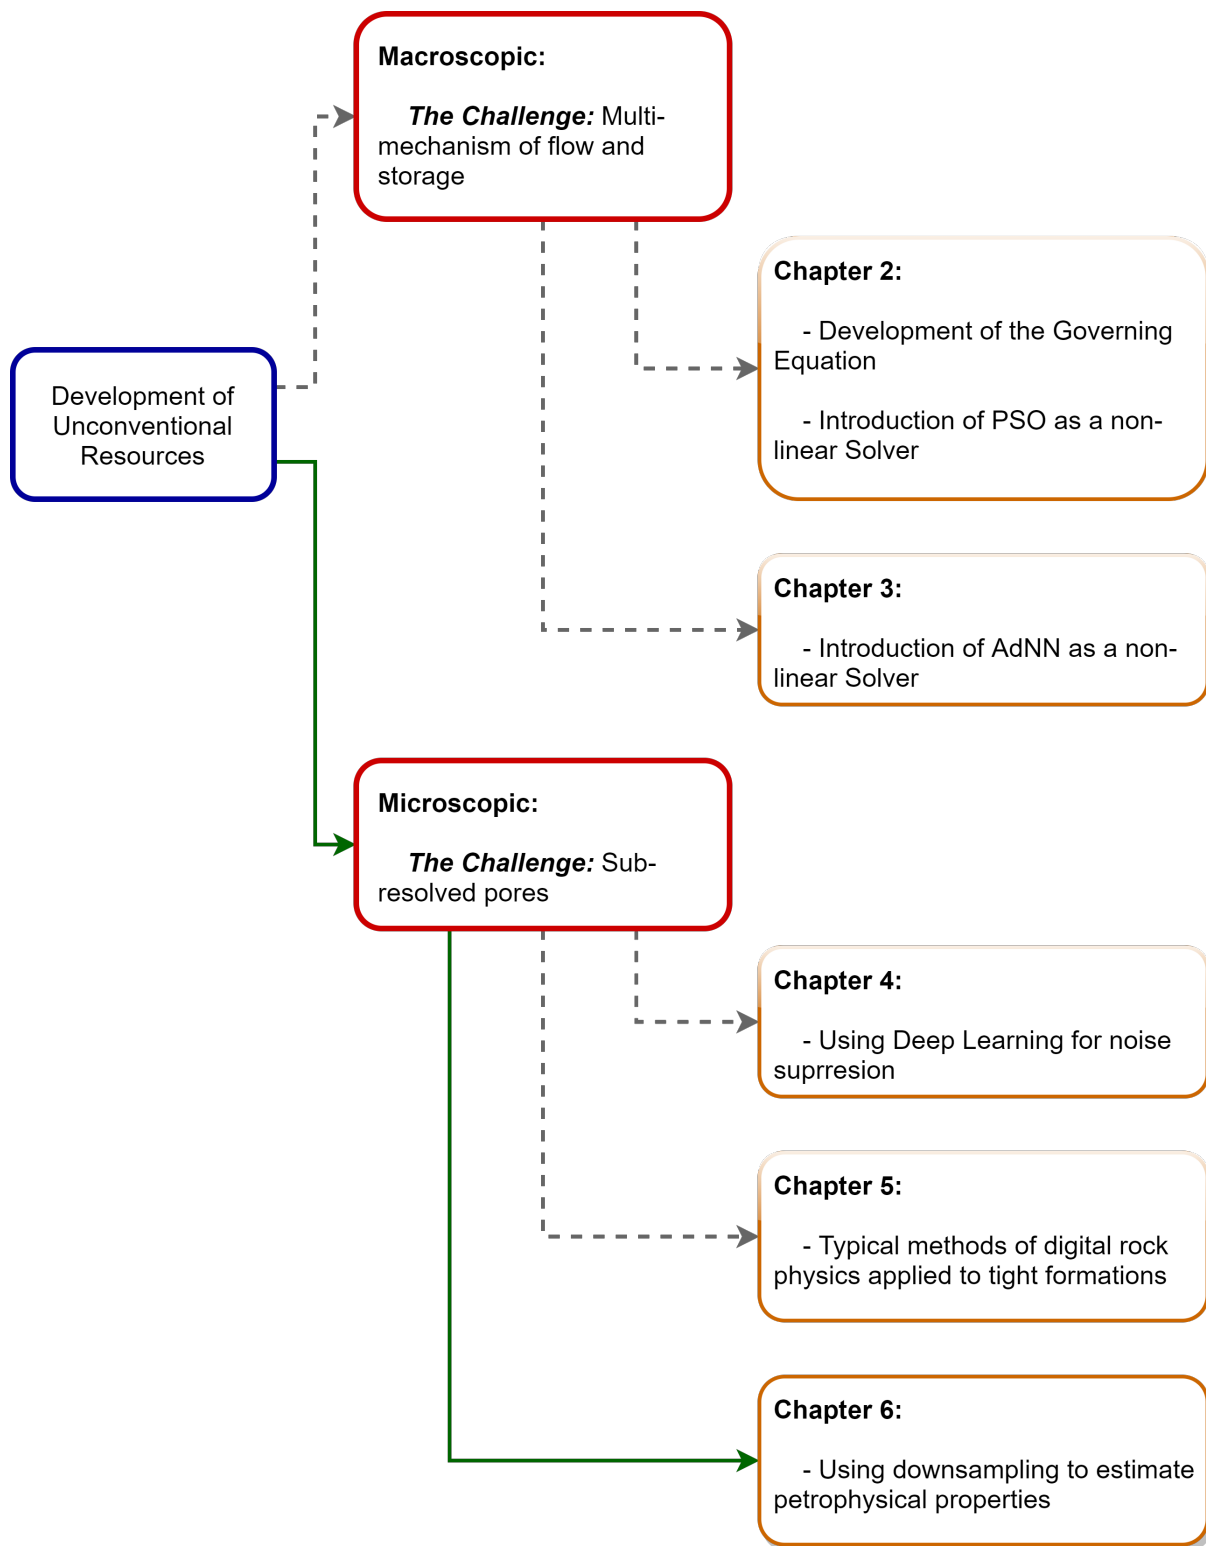 Macroscopic:
The Challenge: Multi-
mechanism of flow and
storage
Chapter 2:
- Development of the Governing
Equation
- Introduction of PSO as a non-
linear Solver
Development of
Unconventional
Resources
Chapter 3:
- Introduction of AdNN as a non-
linear Solver
Microscopic:
The Challenge: Sub-
resolved pores
Chapter 4:
- Using Deep Learning for noise
suprresion
Chapter 5:
- Typical methods of digital rock
physics applied to tight formations
Chapter 6:
- Using downsampling to estimate
petrophysical properties